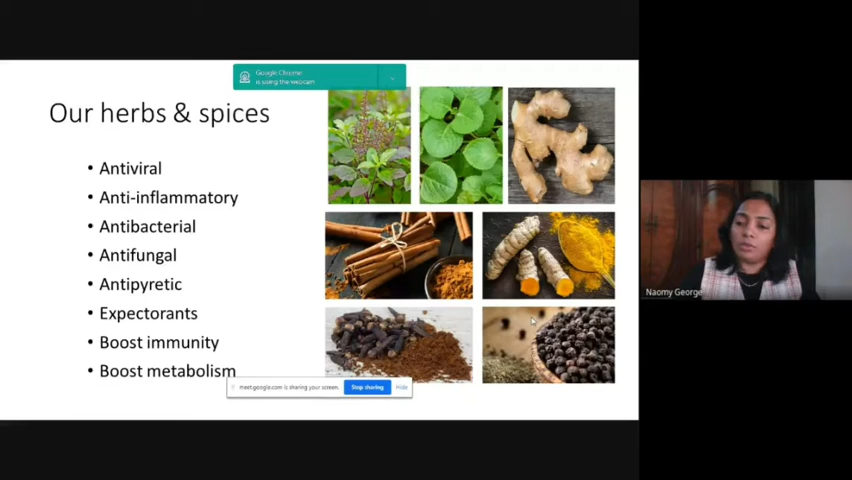 Google Chrome
is using the webcam
Our herbs & spices
• Antiviral
• Anti-inflammatory
• Antibacterial
• Antifungal
• Antipyretic
• Expectorants
• Boost immunity
• Boost metabolism
meet.google.com is sharing your screen.
Stop sharing
Hide
Naomy George